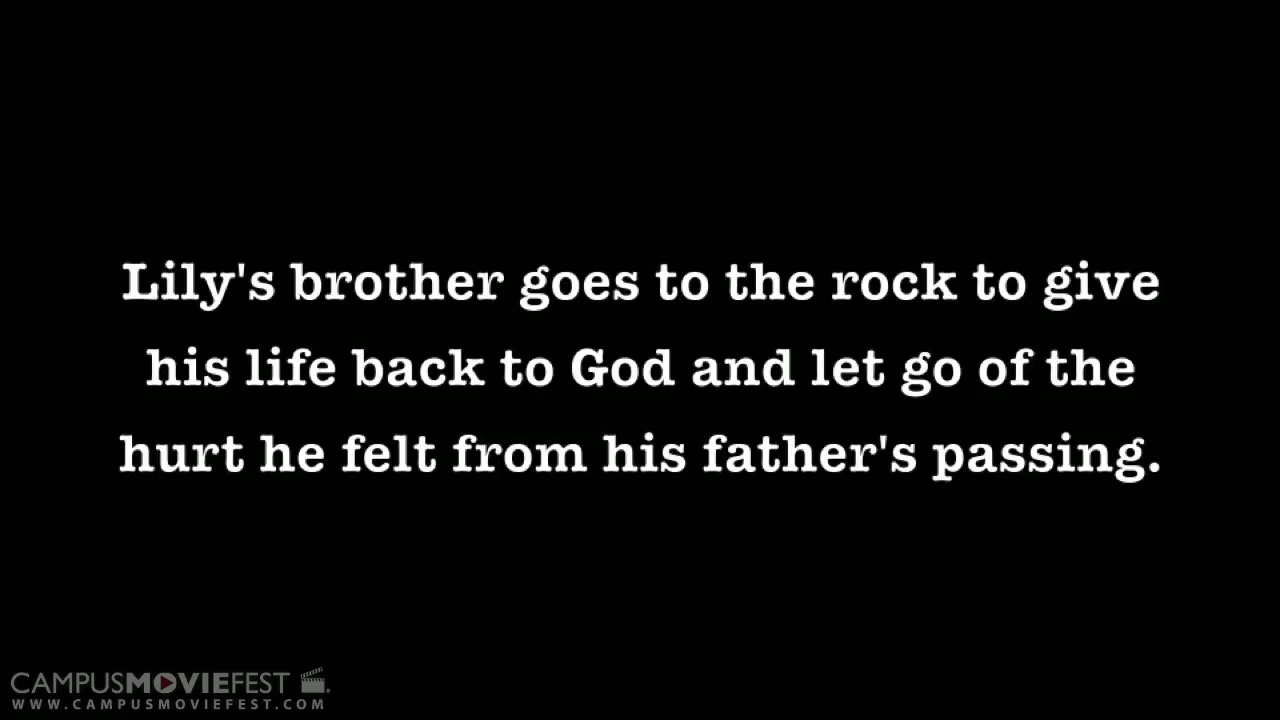 Lily's brother goes to the rock to give
his life back to God and let go of the
hurt he felt from his father's passing.
CAMPUSMOVIEFEST
WWW.CAMPUSMOVIEFEST.COM